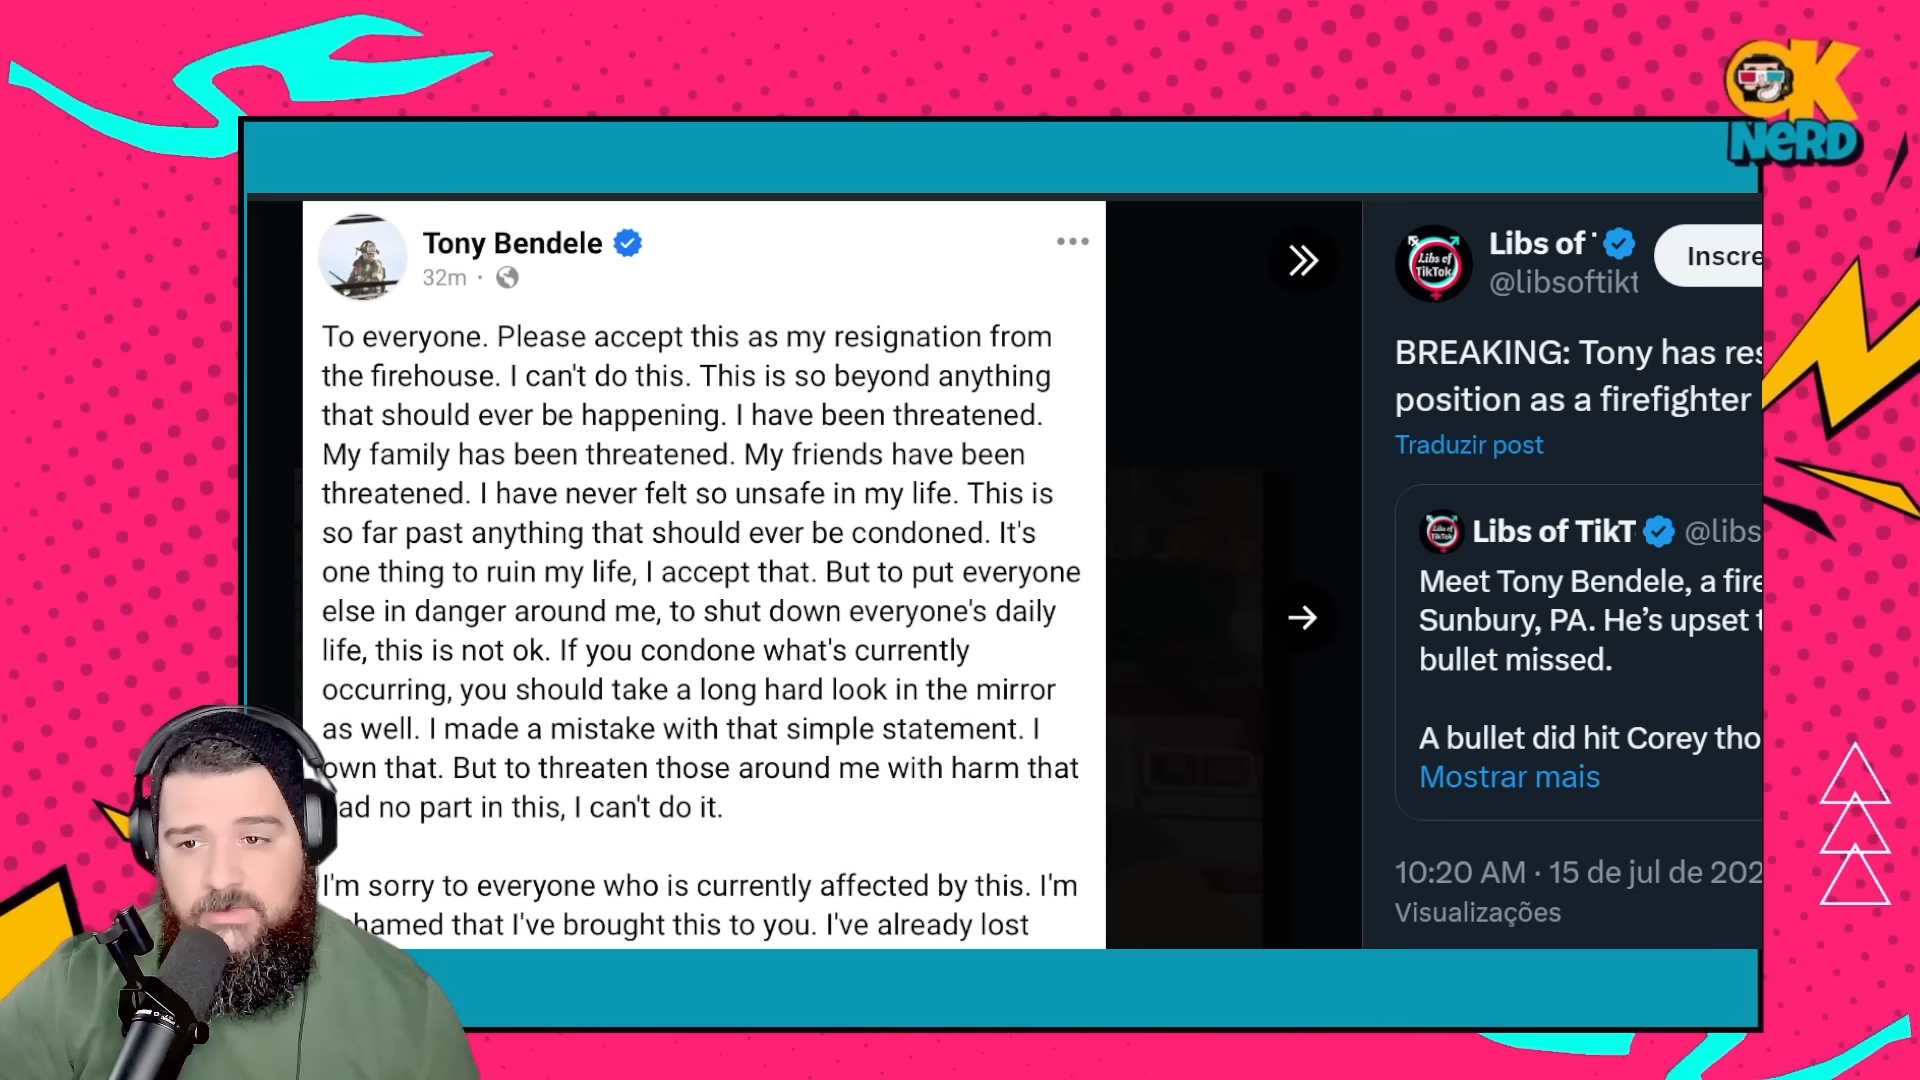 OK
NeRD
Tony Bendele
32m ·
To everyone. Please accept this as my resignation from
the firehouse. I can't do this. This is so beyond anything
that should ever be happening. I have been threatened.
My family has been threatened. My friends have been
threatened. I have never felt so unsafe in my life. This is
so far past anything that should ever be condoned. It's
one thing to ruin my life, I accept that. But to put everyone
else in danger around me, to shut down everyone's daily
life, this is not ok. If you condone what's currently
occurring, you should take a long hard look in the mirror
as well. I made a mistake with that simple statement. I
own that. But to threaten those around me with harm that
had no part in this, I can't do it.
I'm sorry to everyone who is currently affected by this. I'm
hamed that I've brought this to you. I've already lost
Libs of
TikTok
Libs of
@libsoftikt
Inscre
BREAKING: Tony has res
position as a firefighter
Traduzir post
Libs of
TikTok
Libs of TikT @libs
Meet Tony Bendele, a fire
Sunbury, PA. He's upset t
bullet missed.
A bullet did hit Corey tho
Mostrar mais
10:20 AM · 15 de jul de 202
Visualizações